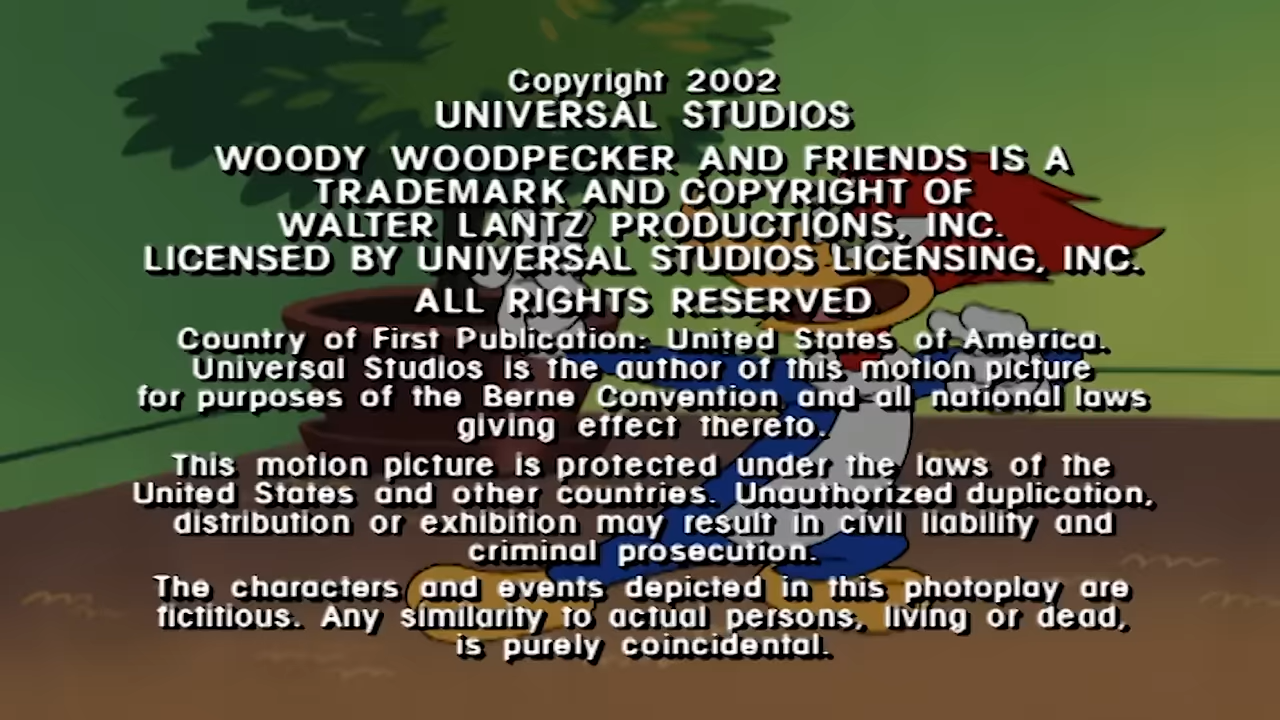 Copyright 2002
UNIVERSAL STUDIOS
WOODY WOODPECKER AND FRIENDS IS A
TRADEMARK AND COPYRIGHT OF
WALTER LANTZ PRODUCTIONS, INC.
LICENSED BY UNIVERSAL STUDIOS LICENSING, INC.
ALL RIGHTS RESERVED
Country of First Publication: United States of America.
Universal Studios is the author of this motion picture
for purposes of the Berne Convention and all national laws
giving effect thereto.
This motion picture is protected under the laws of the
United States and other countries. Unauthorized duplication,
distribution or exhibition may result in civil liability and
criminal prosecution.
The characters and events depicted in this photoplay are
fictitious. Any similarity to actual persons, living or dead,
is purely coincidental.